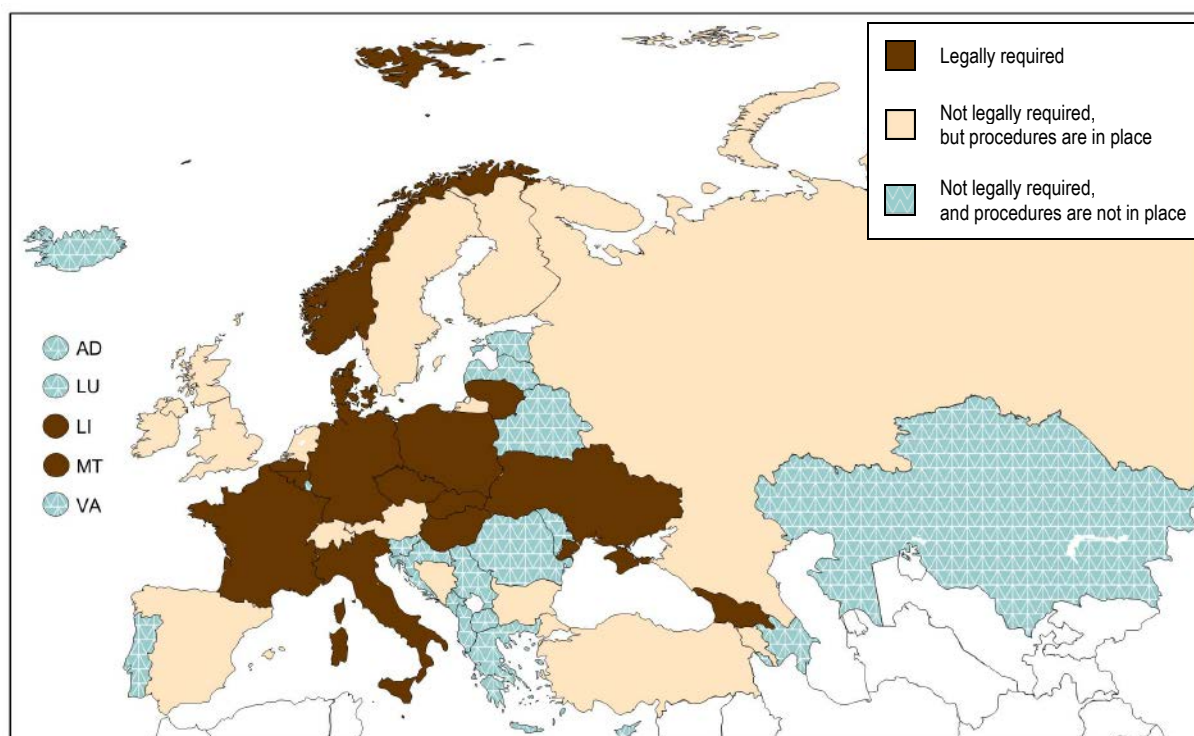 Legally required
Not legally required,
but procedures are in place
Not legally required,
and procedures are not in place
AD
LU
LI
MT
VA